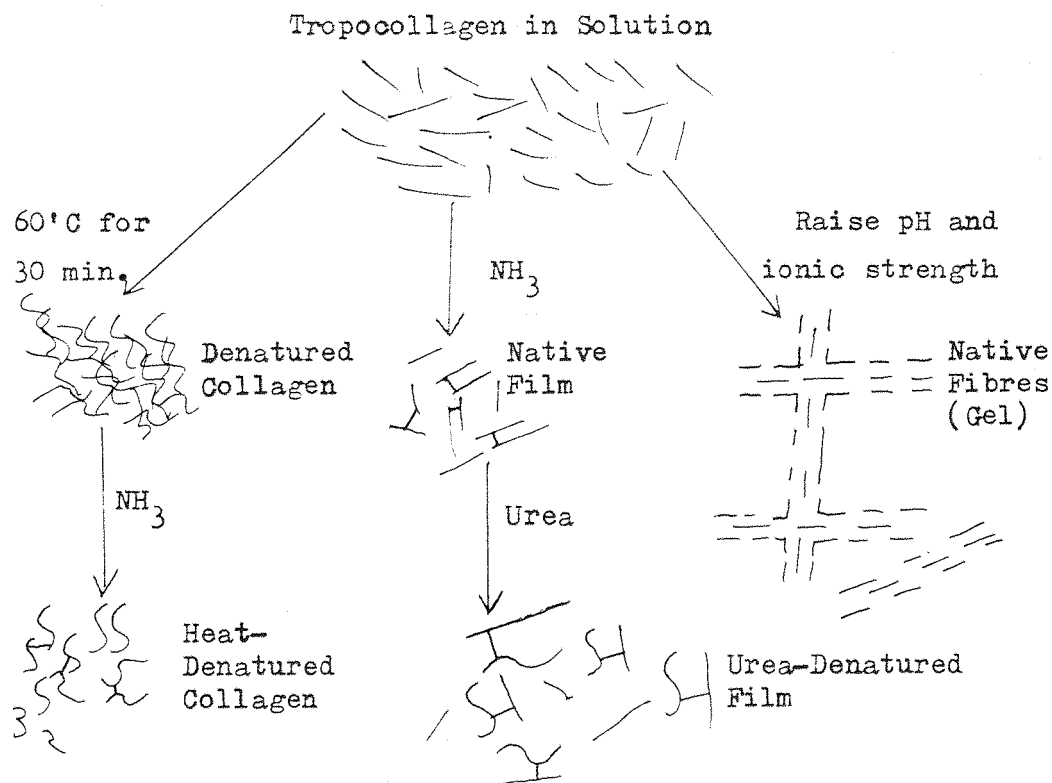 Tropocollagen in Solution
60'C for
30 min.
NH3
Raise pH and
ionic strength
Denatured
Collagen
Native
Film
Native
Fibres
(Gel)
NH3
Urea
Heat-
Denatured
Collagen
Urea-Denatured
Film